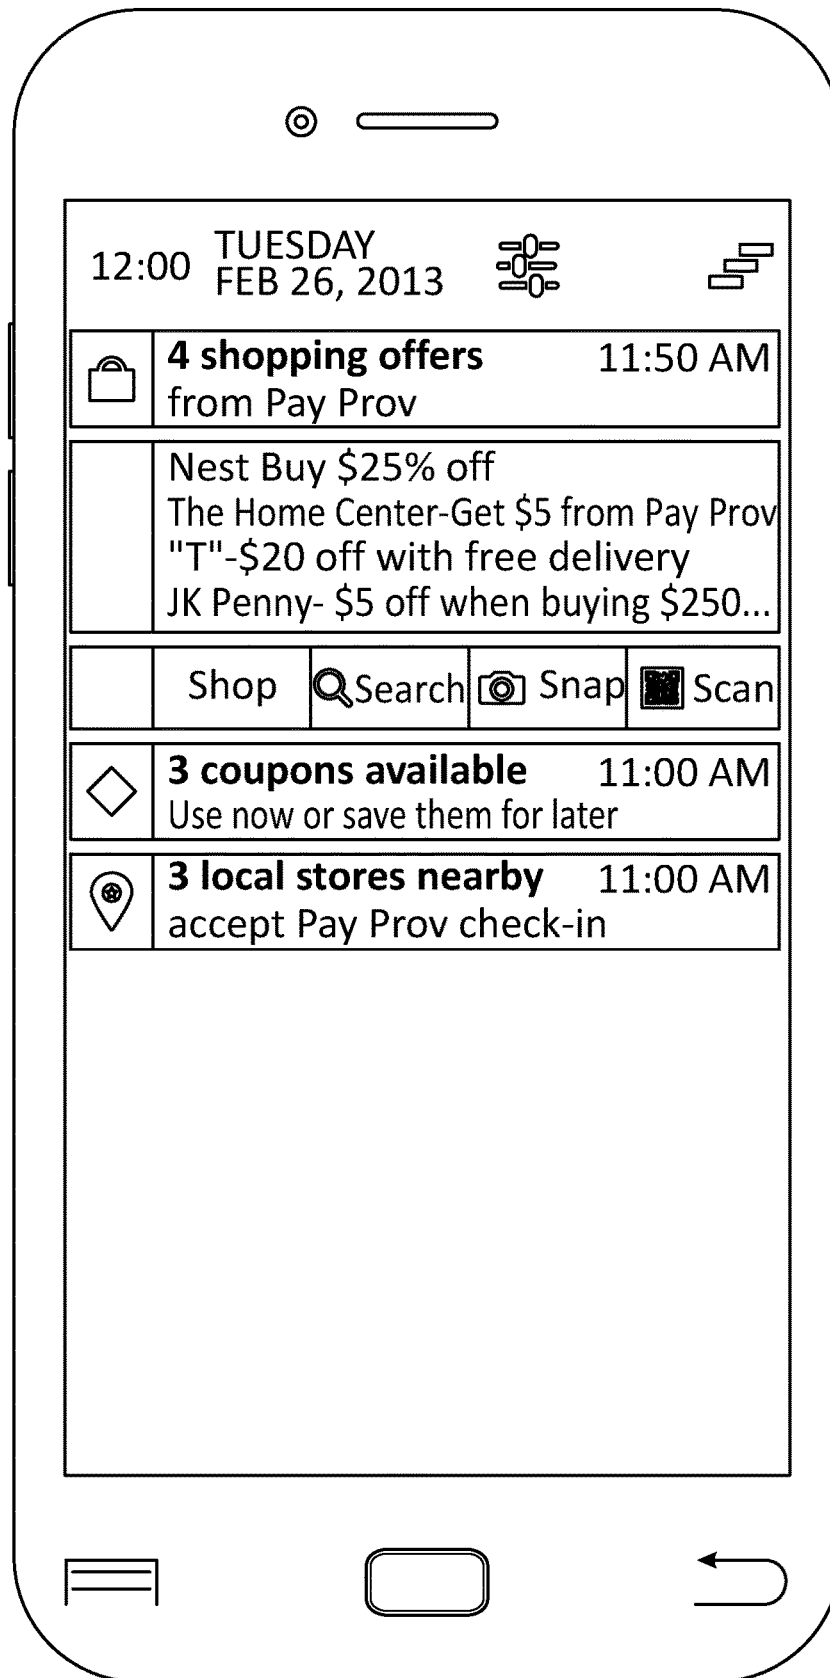 12:00 TUESDAY
FEB 26, 2013
4 shopping offers 11:50 AM
from Pay Prov
Nest Buy $25% off
The Home Center-Get $5 from Pay Prov
"T"-$20 off with free delivery
JK Penny- $5 off when buying $250...
Shop Search Snap Scan
3 coupons available 11:00 AM
Use now or save them for later
3 local stores nearby 11:00 AM
accept Pay Prov check-in